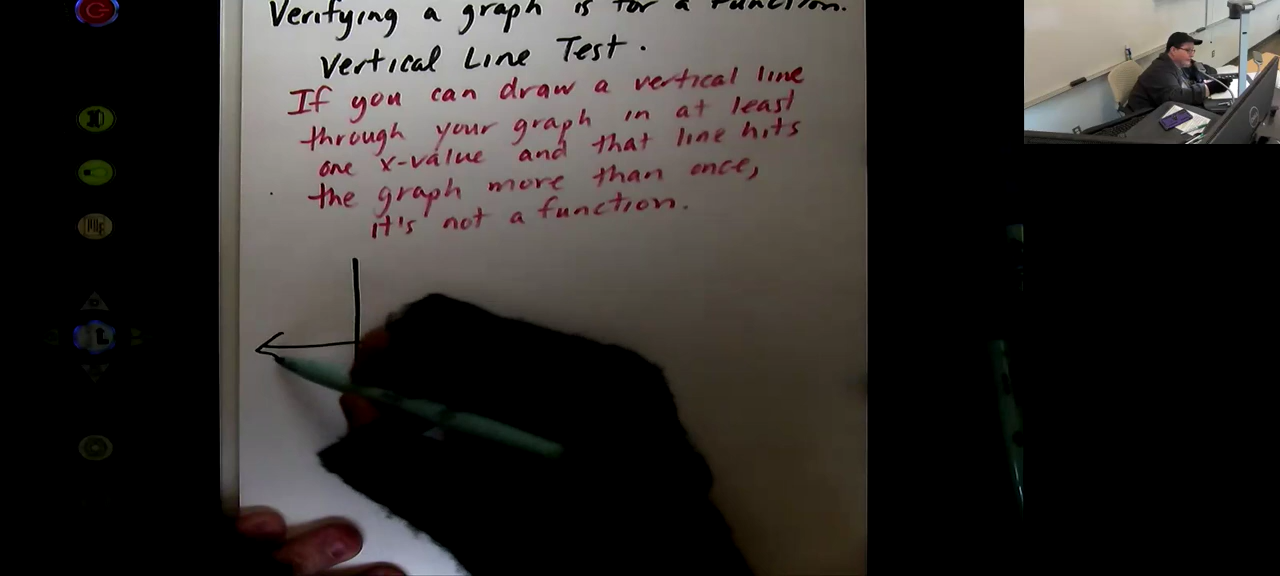 Verifying a graph is for a function.
Vertical Line Test.
If you can draw a vertical line
through your graph in at least
one x-value and that line hits
the graph more than once,
it's not a function.